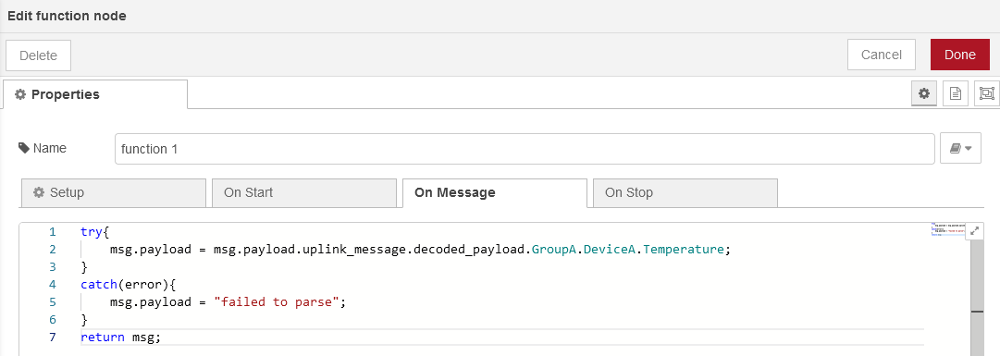 Edit function node
Delete
Cancel
Done
Properties
Name
function 1
Setup
On Start
On Message
On Stop
1 try{
2     msg.payload = msg.payload.uplink_message.decoded_payload.GroupA.DeviceA.Temperature;
3 }
4 catch(error){
5     msg.payload = "failed to parse";
6 }
7 return msg;